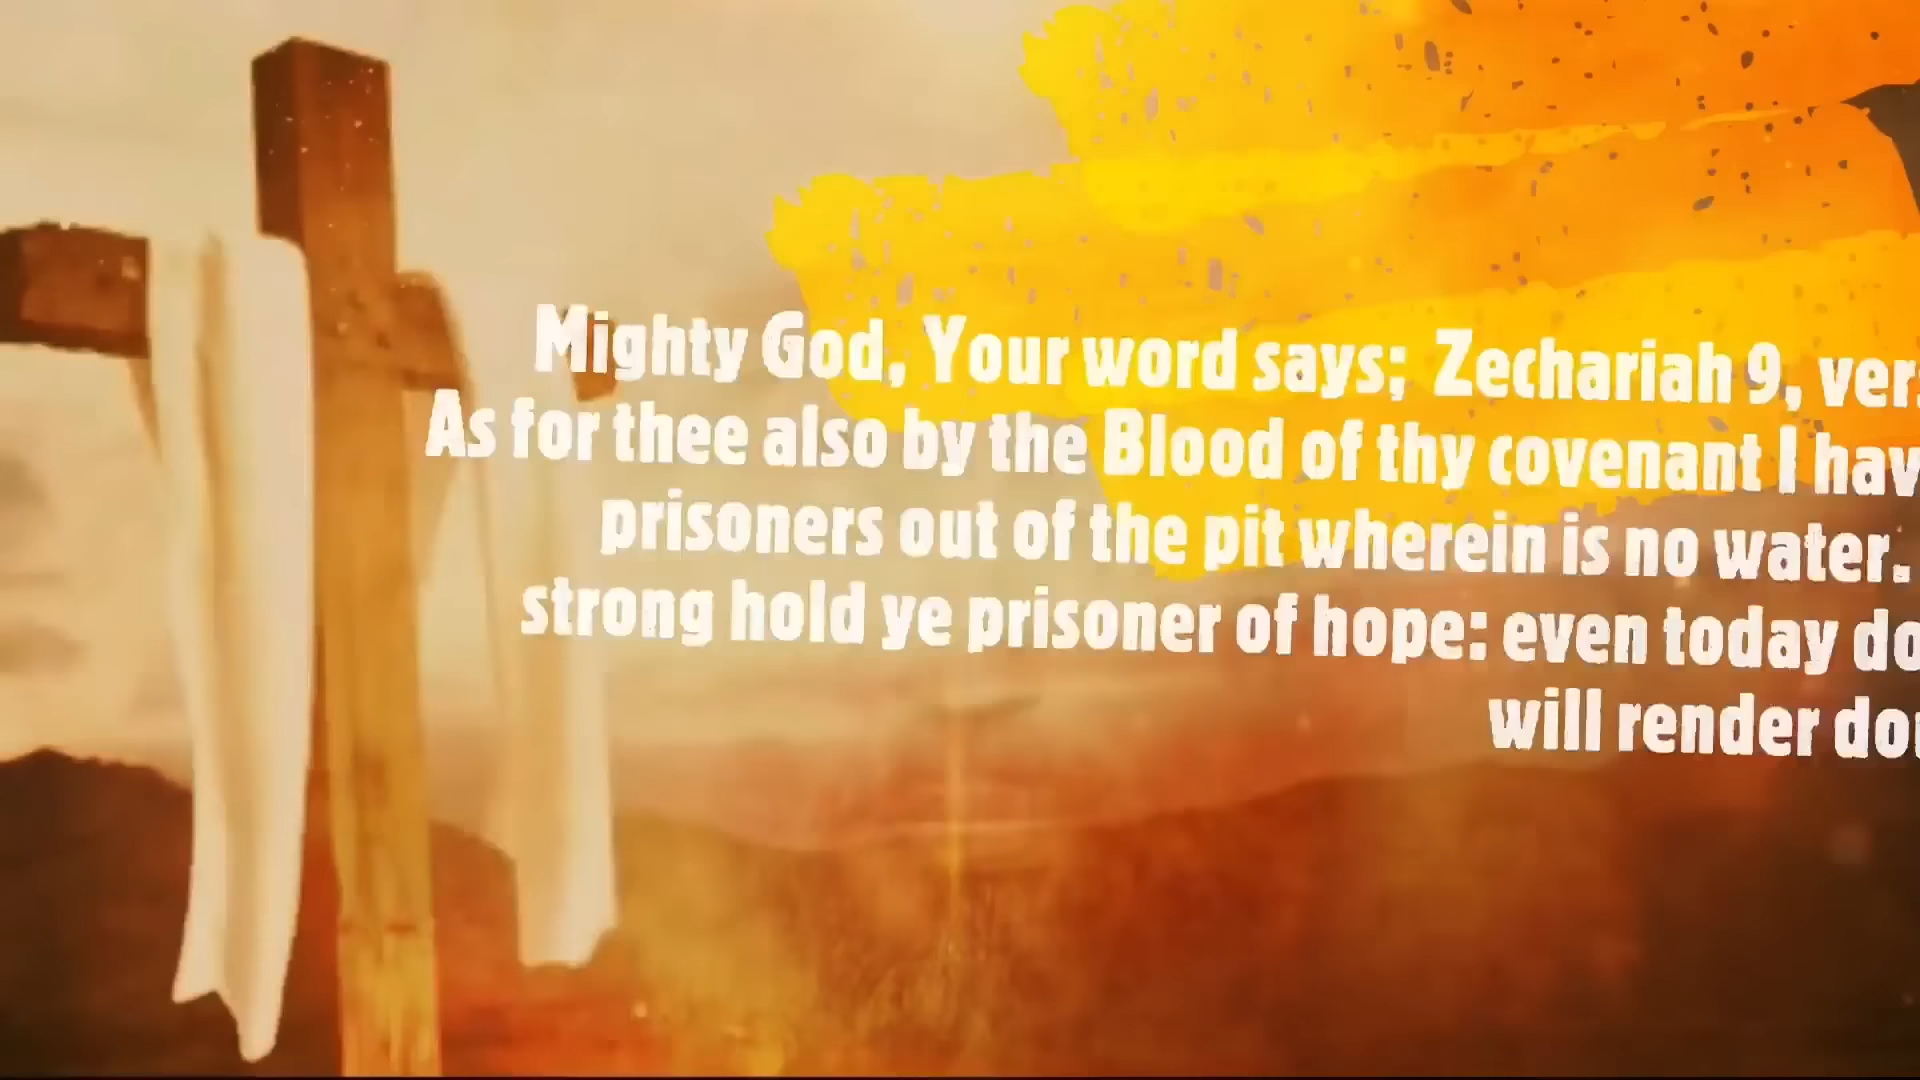 Mighty God, Your word says; Zechariah 9,
As for thee also by the Blood of thy covenant I
prisoners out of the pit wherein is no water.
strong hold ye prisoner of hope: even today
will render